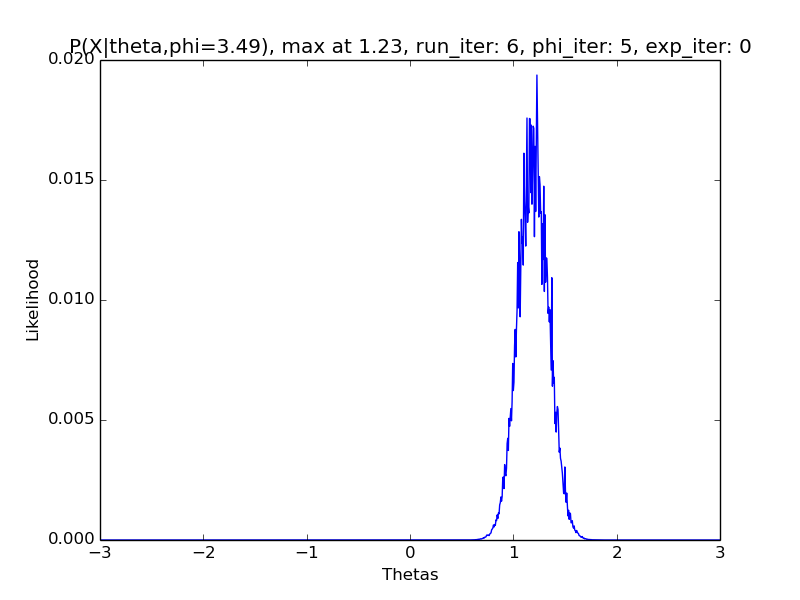 P(X|theta,phi=3.49), max at 1.23, run_iter: 6, phi_iter: 5, exp_iter: 0
0.020
0.015
0.010
0.005
0.000
Likelihood
−3 −2 −1 0 1 2 3
Thetas